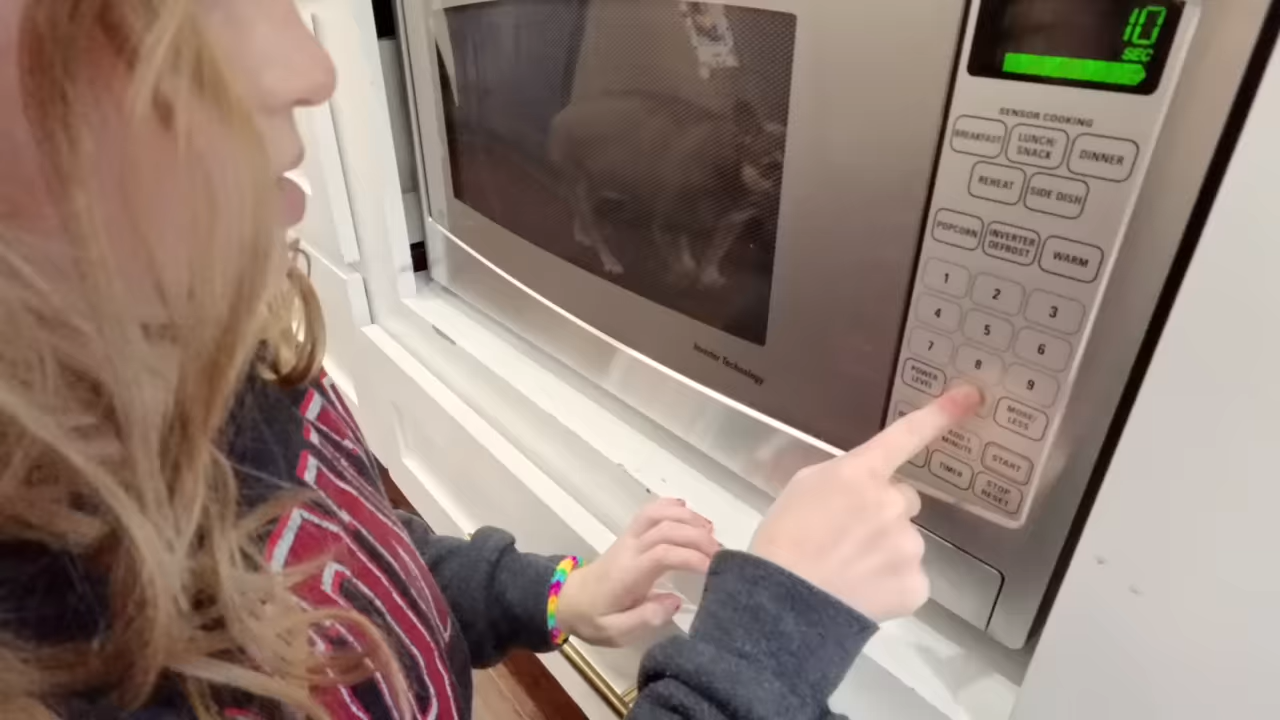 10
SEC
SENSOR COOKING
BREAKFAST
LUNCH/
SNACK
DINNER
REHEAT
SIDE DISH
POPCORN
INVERTER
DEFROST
WARM
1
2
3
4
5
6
7
8
9
POWER
LEVEL
MORE/
LESS
ADD 1
MINUTE
START
TIMER
STOP
RESET
Inverter Technology